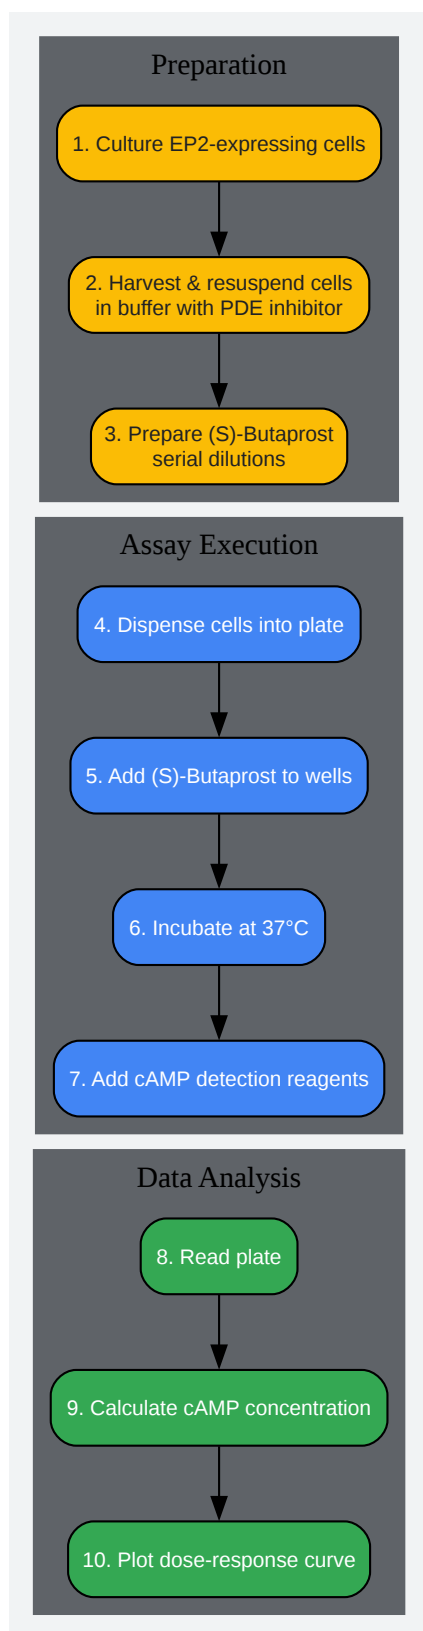 Preparation
1. Culture EP2-expressing cells
2. Harvest & resuspend cells
in buffer with PDE inhibitor
3. Prepare (S)-Butaprost
serial dilutions
Assay Execution
4. Dispense cells into plate
5. Add (S)-Butaprost to wells
6. Incubate at 37°C
7. Add cAMP detection reagents
Data Analysis
8. Read plate
9. Calculate cAMP concentration
10. Plot dose-response curve